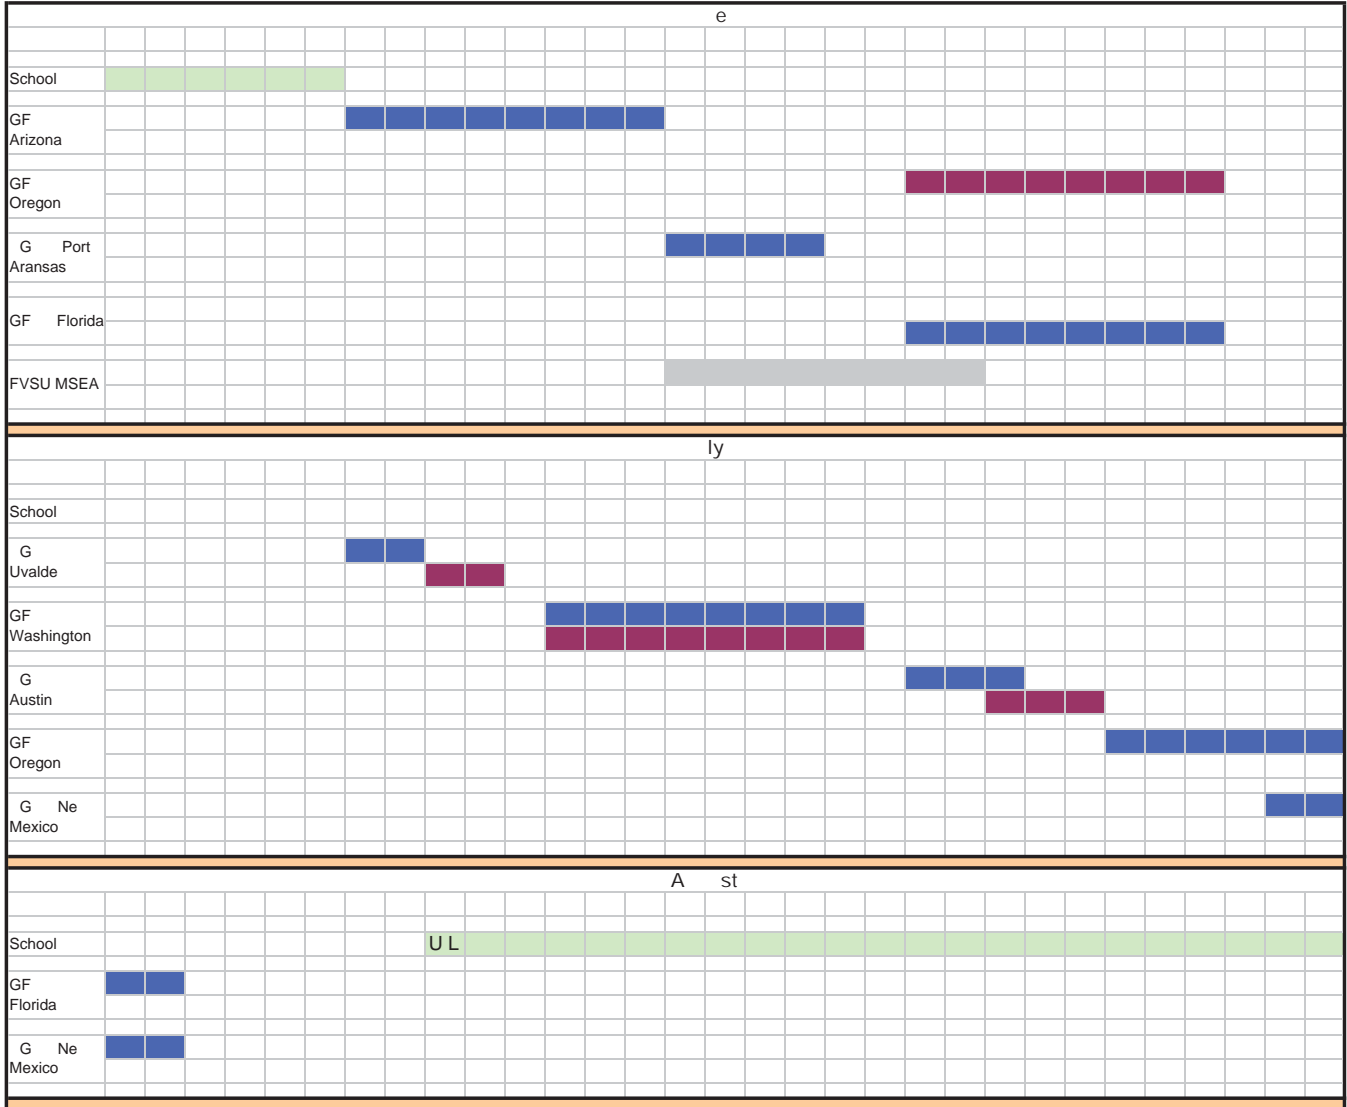 e
School
GF
Arizona
GF
Oregon
G Port
Aransas
GF Florida
FVSU MSEA
ly
School
G
Uvalde
GF
Washington
G
Austin
GF
Oregon
G Ne
Mexico
A st
School U L
GF
Florida
G Ne
Mexico